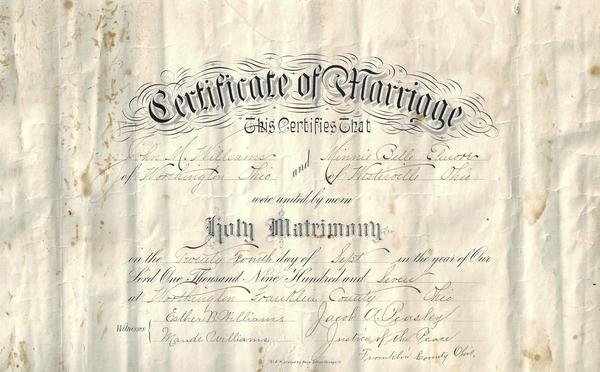 Certificate of Marriage
This Certifies That
John M. Williams and Minnie Belle
of Worthington Ohio of Westerville Ohio
were united by me in
Holy Matrimony
on the Twenty day of Sept in the year of Our
Lord One Thousand Nine Hundred and Seven
at Worthington Franklin County Ohio
Esther B Williams Jacob A. Peasley
Witnesses Maude Williams Justice of the Peace
Franklin County Ohio.